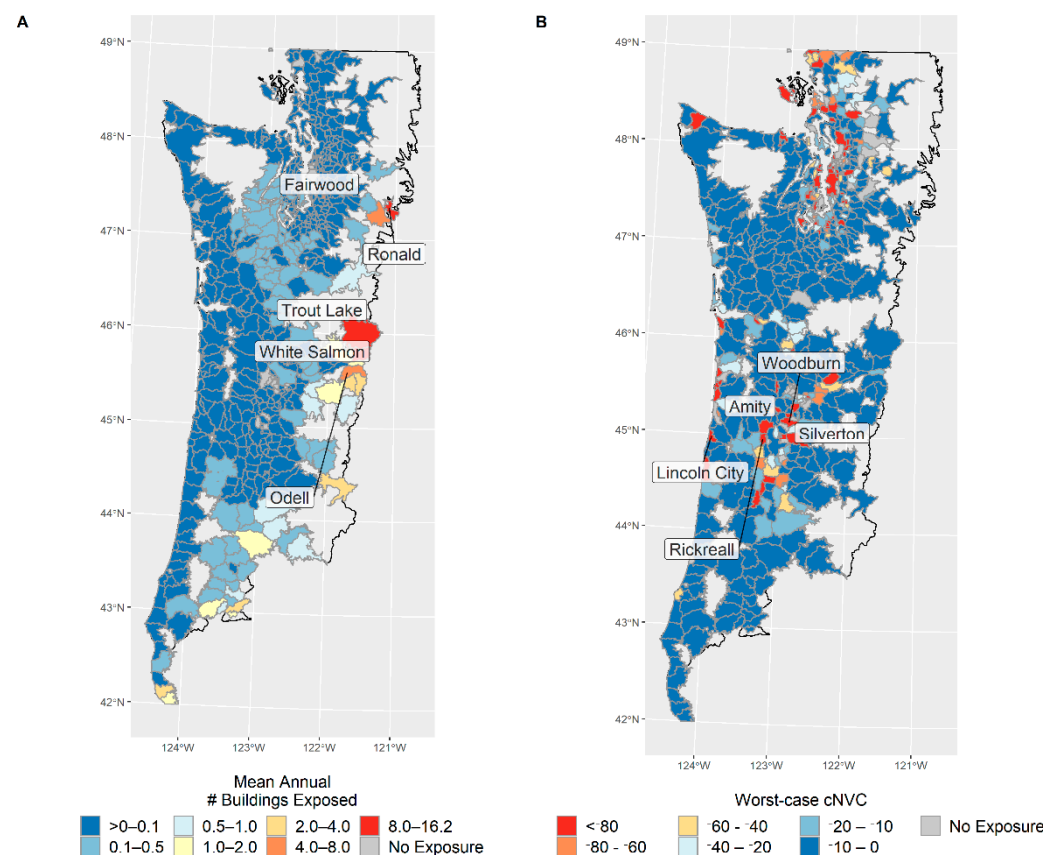 A
49°N
48°N
47°N
46°N
45°N
44°N
43°N
42°N
Fairwood
Ronald
Trout Lake
White Salmon
Odell
124°W
123°W
122°W
121°W
Mean Annual
# Buildings Exposed
>0–0.1
0.5–1.0
2.0–4.0
8.0–16.2
0.1–0.5
1.0–2.0
4.0–8.0
No Exposure
B
49°N
48°N
47°N
46°N
45°N
44°N
43°N
42°N
Woodburn
Amity
Silverton
Lincoln City
Rickreall
124°W
123°W
122°W
121°W
Worst-case cNVC
<-80
-60 - -40
-20 – -10
No Exposure
-80 - -60
-40 – -20
-10 – 0